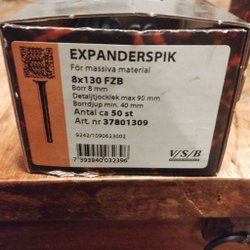 EXPANDERSPIK
För massiva material
8x130 FZB
Borr 8 mm
Detaljtjocklek max 90 mm
Borrdjup min. 40 mm
Antal ca 50 st
Art. nr 37801309
9242/1090623002
7 393940 032396
V/S/B